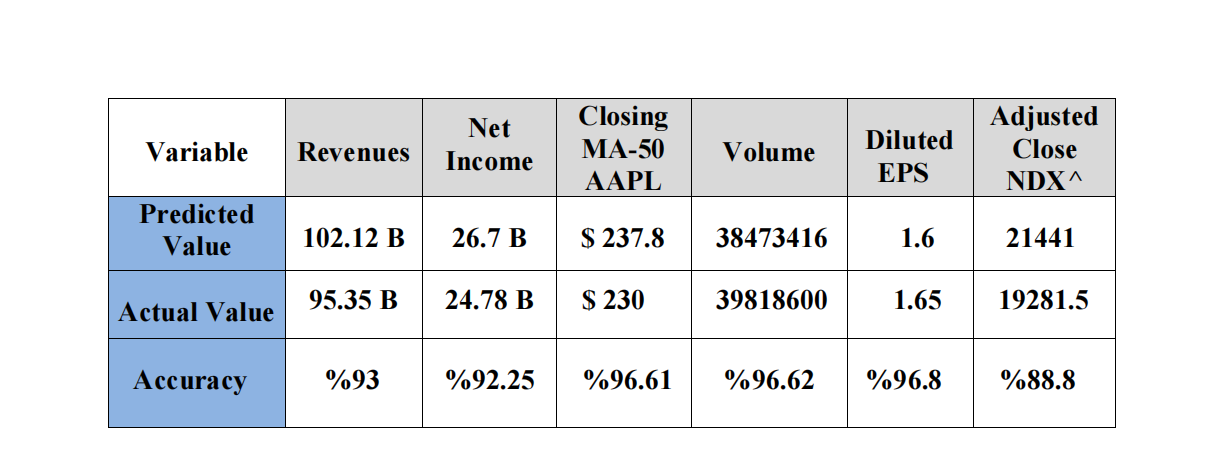 Variable Revenues Net Income Closing MA-50 AAPL Volume Diluted EPS Adjusted Close NDX^
Predicted Value 102.12 B 26.7 B $ 237.8 38473416 1.6 21441
Actual Value 95.35 B 24.78 B $ 230 39818600 1.65 19281.5
Accuracy %93 %92.25 %96.61 %96.62 %96.8 %88.8